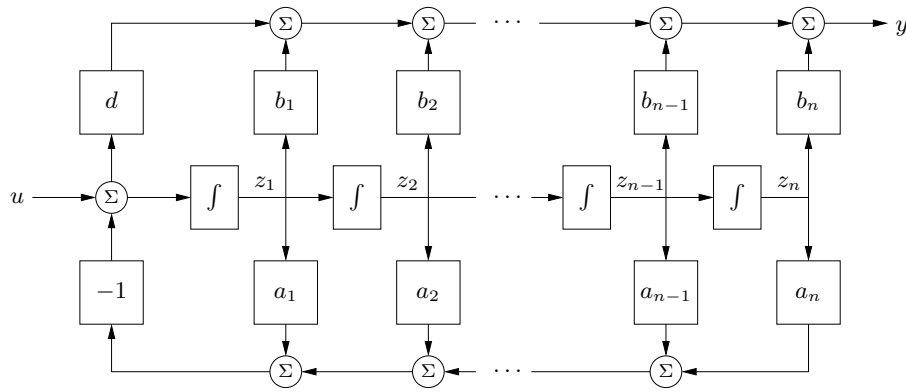 Σ Σ ⋯ Σ Σ y
d b₁ b₂ bₙ₋₁ bₙ
u Σ ∫ z₁ ∫ z₂ ⋯ ∫ zₙ₋₁ ∫ zₙ
−1 a₁ a₂ aₙ₋₁ aₙ
Σ Σ ⋯ Σ